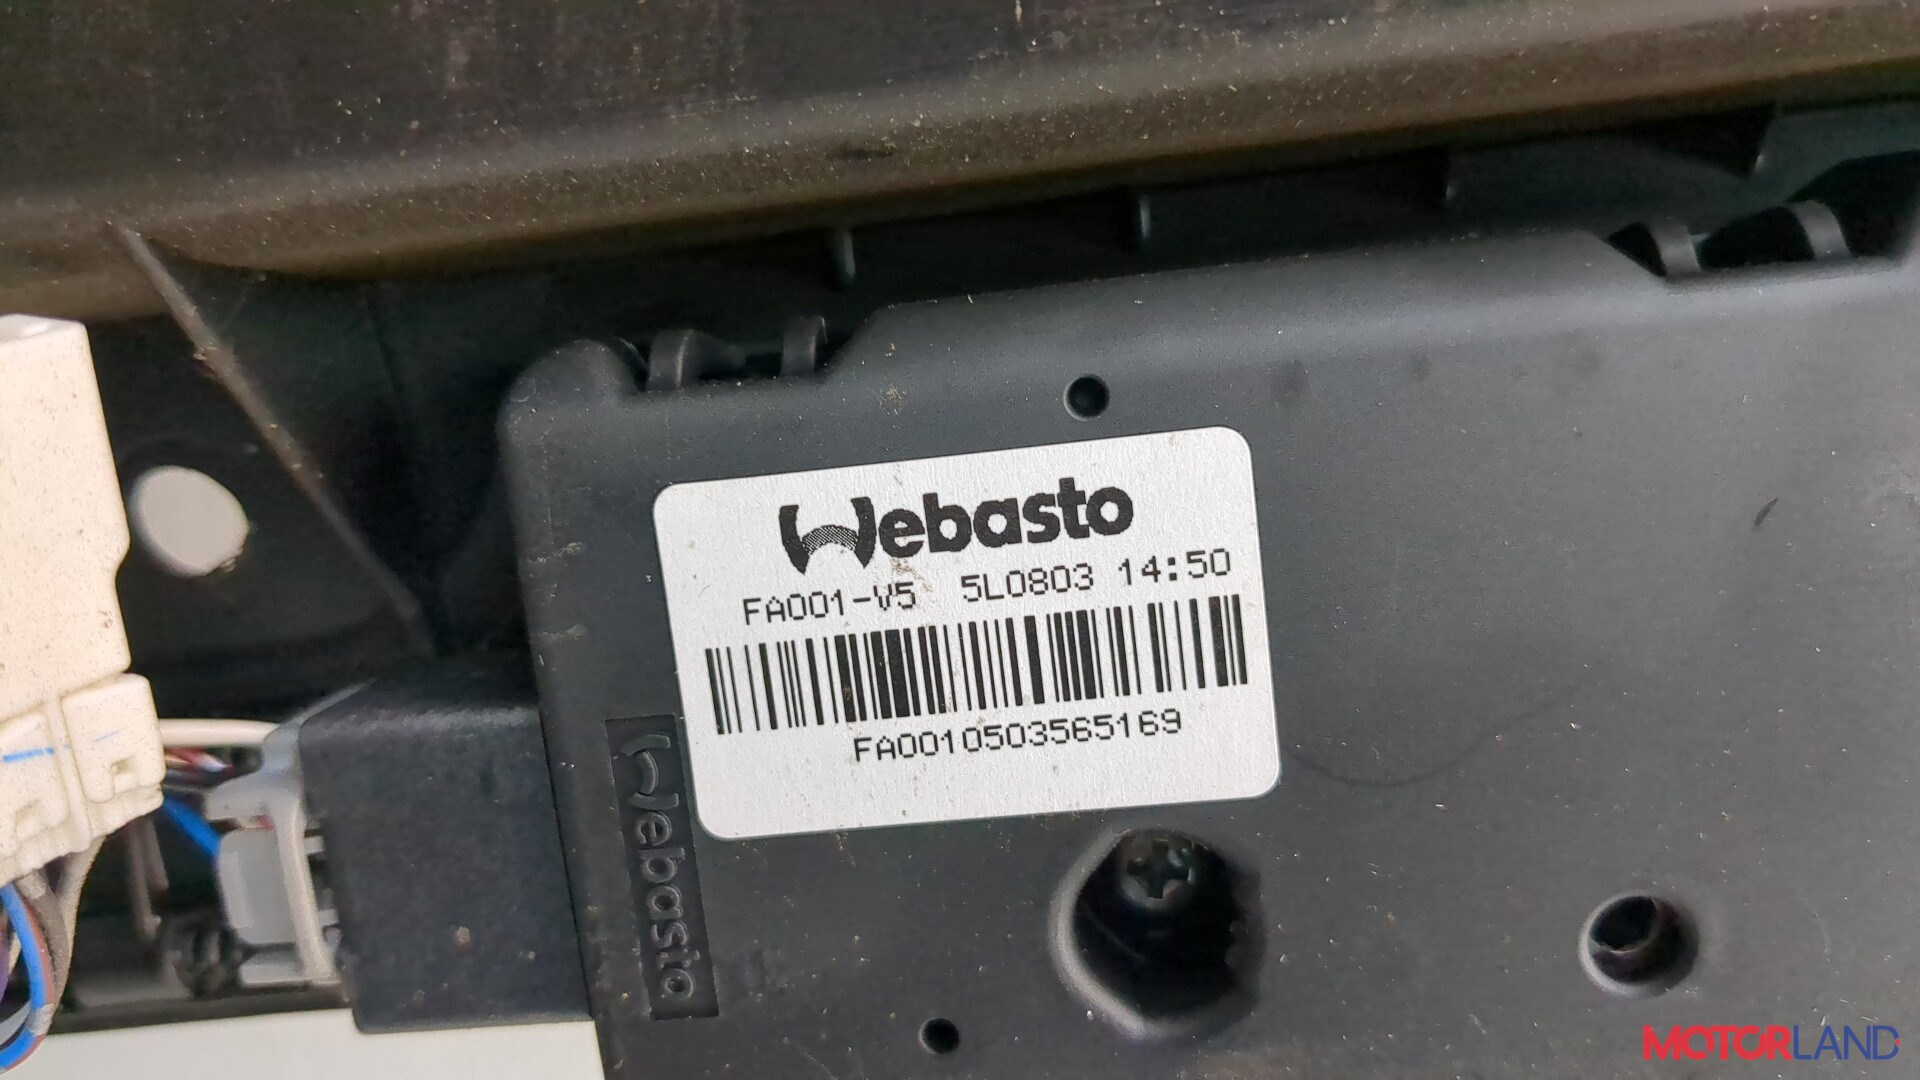 Webasto
FA001-V5 5L0803 14:50
FA0010503565169
Webasto
MOTORLAND